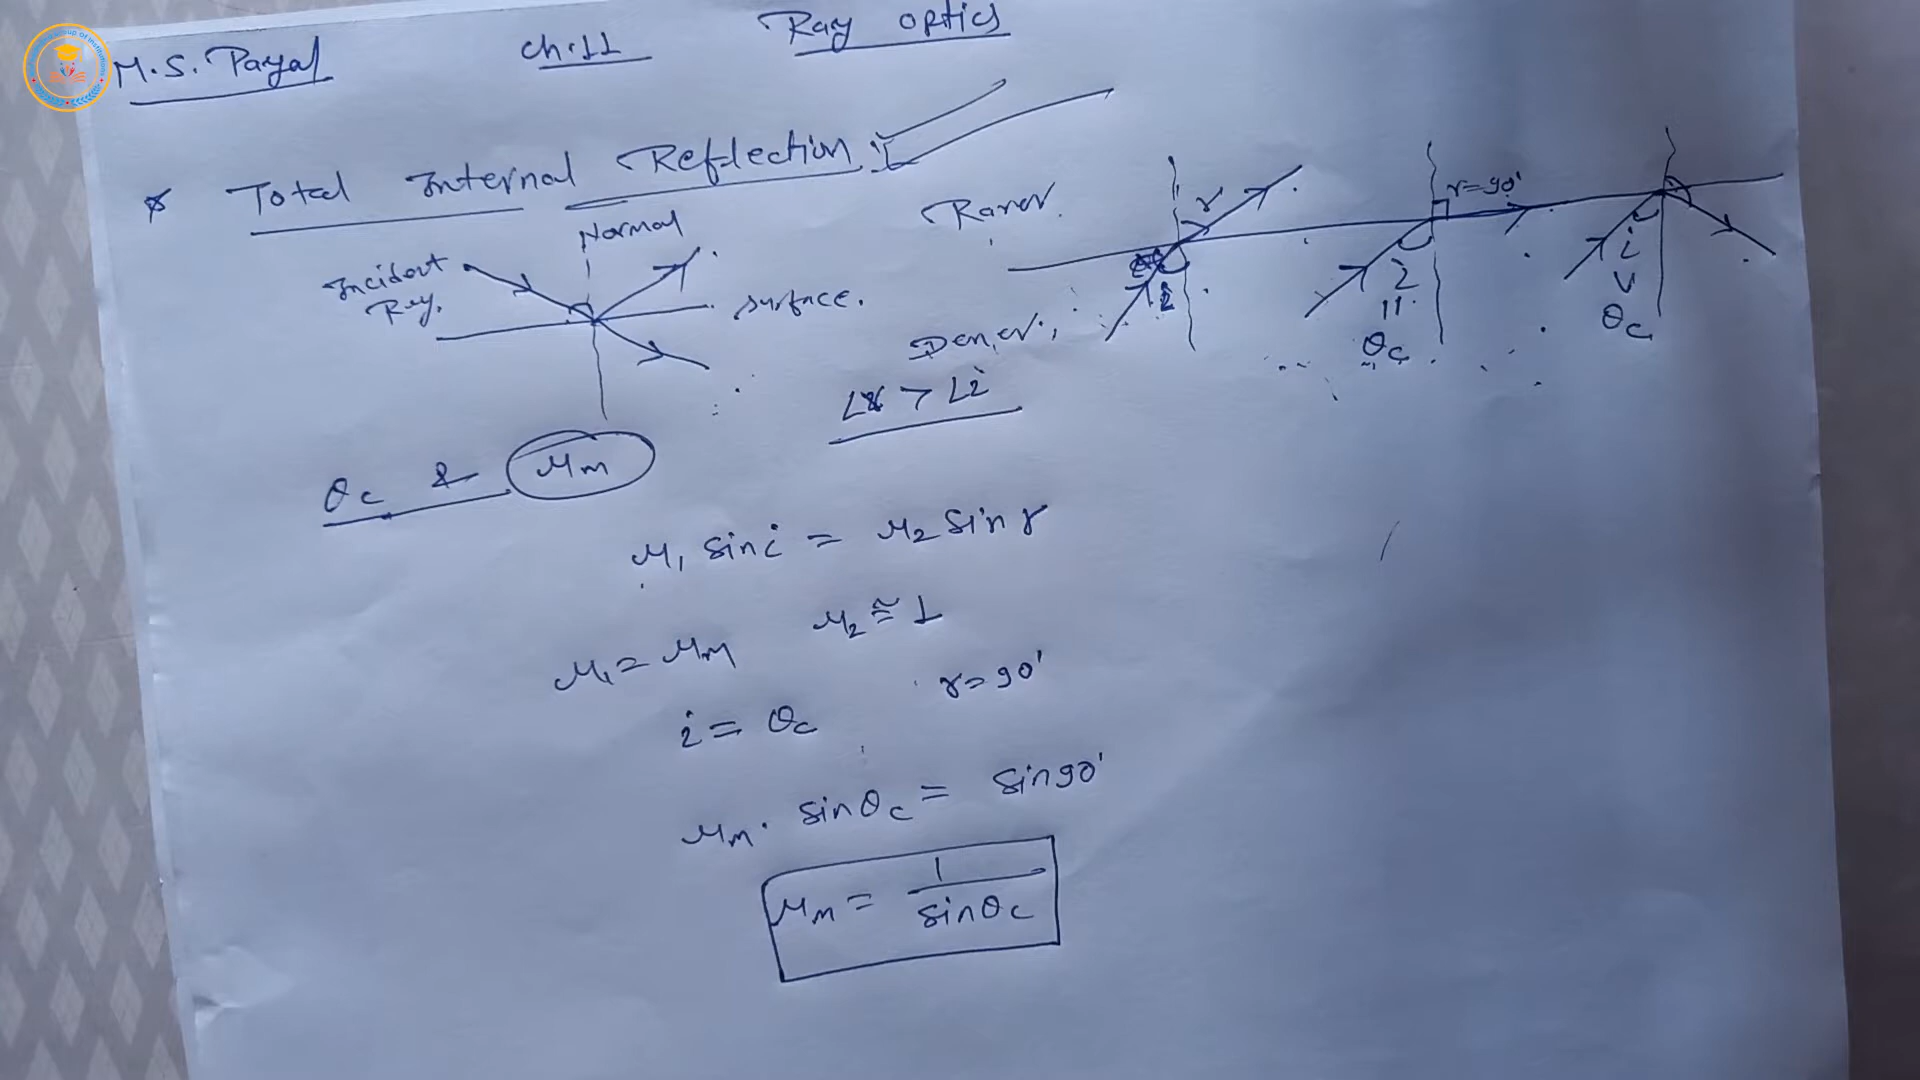 M.S. Payal Ch:11 Ray optics
* Total Internal Reflection :
Normal
Incident
Ray.
surface.
Rarer.
Denser.
r
i
r=90°
i
||
θc
i
∨
θc
∠r > ∠i
θc & μm
μ1 sin i = μ2 sin r
μ1 = μm μ2 ≅ 1
i = θc r = 90°
μm . sin θc = sin 90°
μm = 1 / sin θc